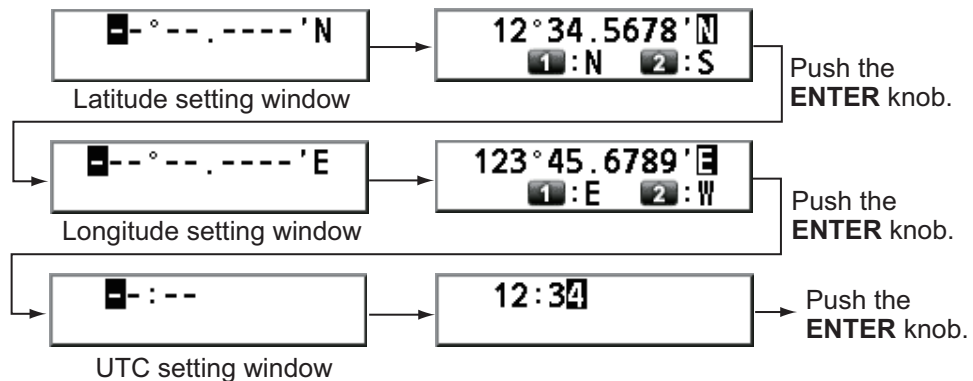 --°--.----'N
12°34.5678'N
1:N 2:S
Latitude setting window
Push the
ENTER knob.
---°--.----'E
123°45.6789'E
1:E 2:W
Longitude setting window
Push the
ENTER knob.
--:--
12:34
UTC setting window
Push the
ENTER knob.